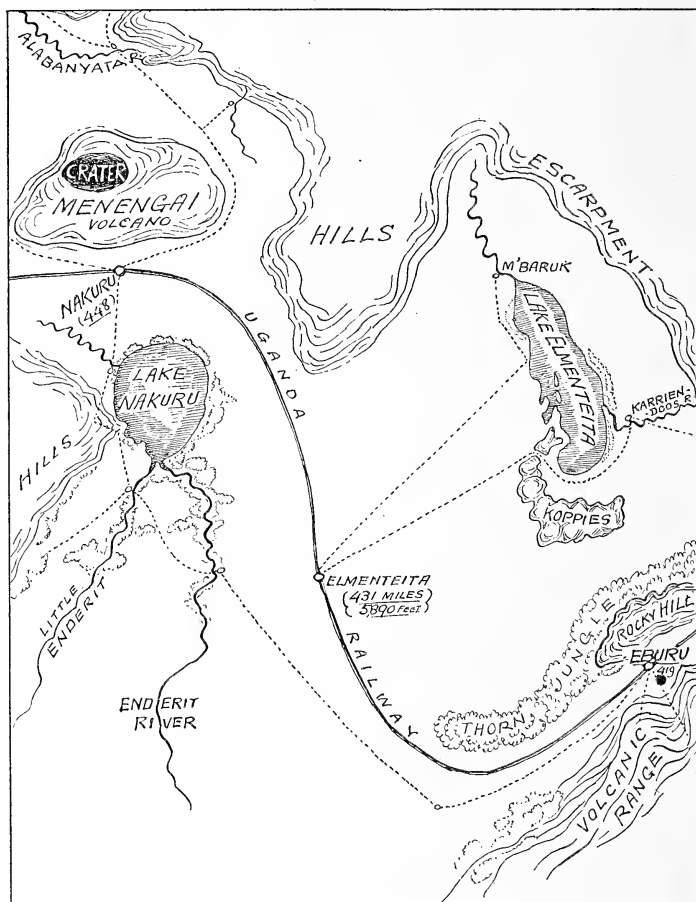 ALABANYATA R.
CRATER
MENENGAI
VOLCANO
HILLS
ESCARPMENT
M'BARUK
NAKURU
(448)
UGANDA
LAKE ELMENTEITA
LAKE
NAKURU
KARRIEN-
DOOS R.
HILLS
KOPPIES
ELMENTEITA
(431 MILES)
(5890 FEET)
LITTLE
ENDERIT
JUNGLE
ROCKY HILL
EBURU
419
RAILWAY
ENDERIT
RIVER
THORN
VOLCANIC
RANGE